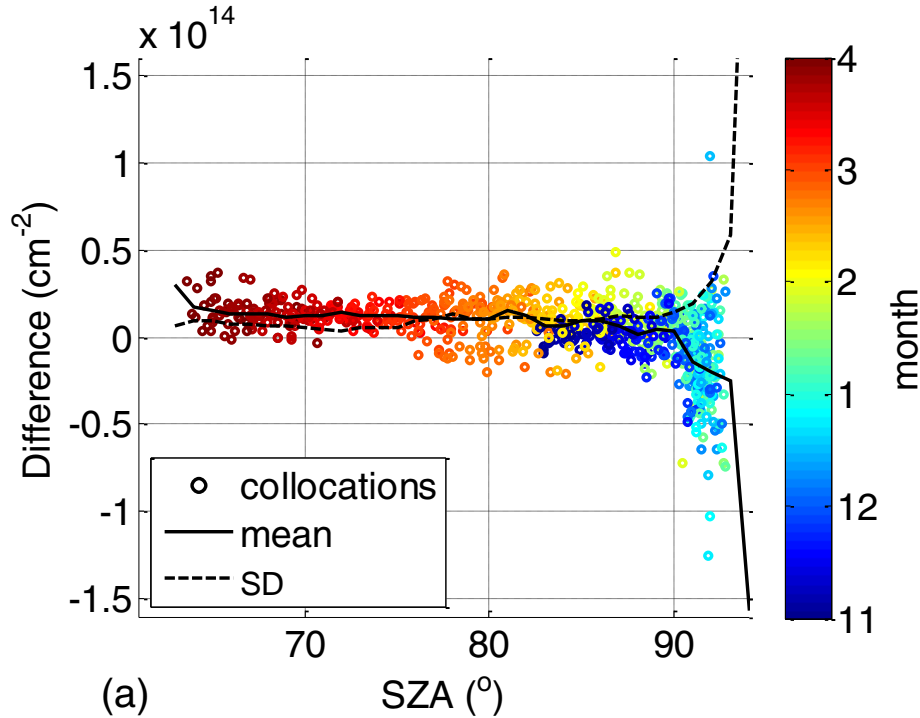 x 10^14
1.5
1
0.5
0
-0.5
-1
-1.5
Difference (cm^-2)
collocations
mean
SD
70
80
90
SZA (°)
(a)
4
3
2
1
12
11
month